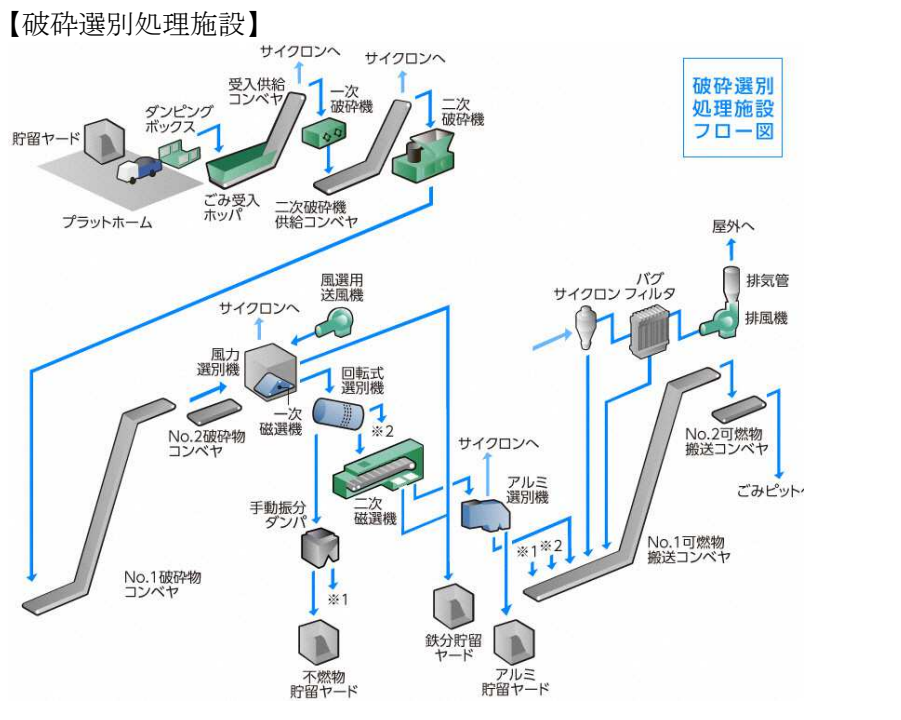 【破砕選別処理施設】
サイクロンへ
サイクロンへ
破砕選別
処理施設
フロー図
受入供給
コンベヤ
一次
破砕機
二次
破砕機
ダンピング
ボックス
貯留ヤード
ごみ受入
ホッパ
二次破砕機
供給コンベヤ
プラットホーム
屋外へ
風選用
送風機
バグ
フィルタ
サイクロン
排気管
サイクロンへ
排風機
風力
選別機
回転式
選別機
一次
磁選機
No.2破砕物
コンベヤ
※2
No.2可燃物
搬送コンベヤ
サイクロンへ
アルミ
選別機
ごみピットへ
手動振分
ダンパ
二次
磁選機
※1
※2
No.1可燃物
搬送コンベヤ
No.1破砕物
コンベヤ
※1
鉄分貯留
ヤード
不燃物
貯留ヤード
アルミ
貯留ヤード